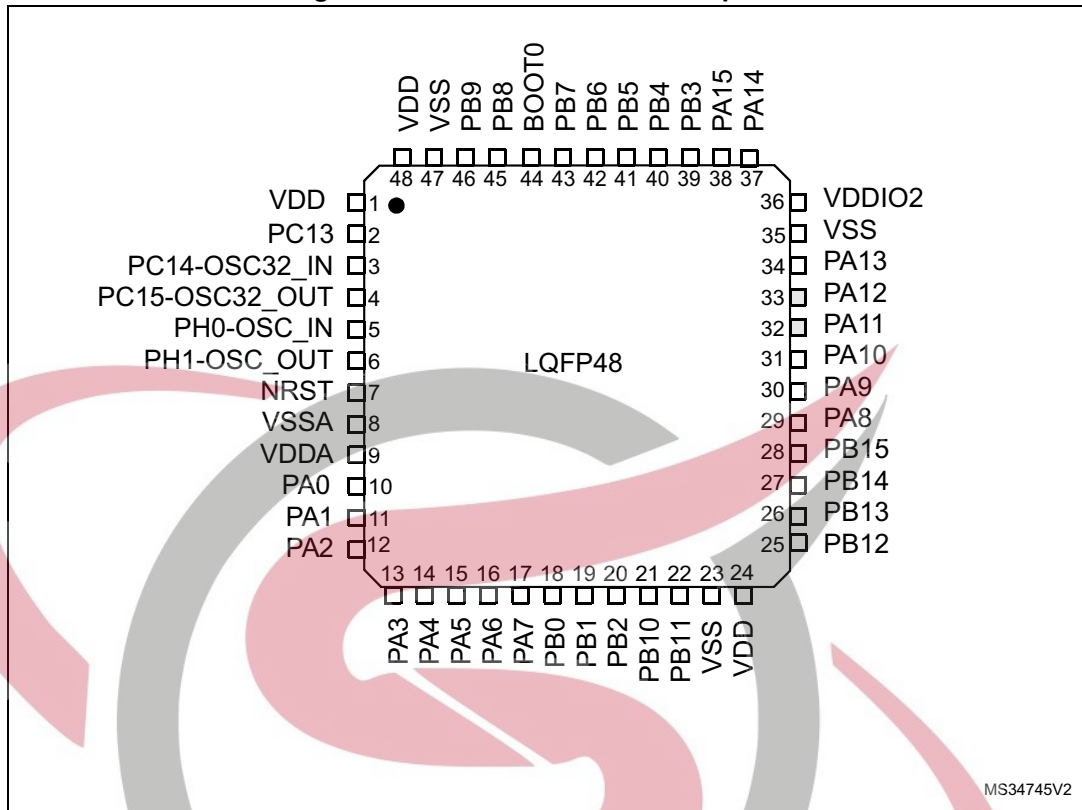 VDD
VSS
PB9
PB8
BOOT0
PB7
PB6
PB5
PB4
PB3
PA15
PA14
48 47 46 45 44 43 42 41 40 39 38 37
VDD 1
PC13 2
PC14-OSC32_IN 3
PC15-OSC32_OUT 4
PH0-OSC_IN 5
PH1-OSC_OUT 6
NRST 7
VSSA 8
VDDA 9
PA0 10
PA1 11
PA2 12
LQFP48
36 VDDIO2
35 VSS
34 PA13
33 PA12
32 PA11
31 PA10
30 PA9
29 PA8
28 PB15
27 PB14
26 PB13
25 PB12
13 14 15 16 17 18 19 20 21 22 23 24
PA3
PA4
PA5
PA6
PA7
PB0
PB1
PB2
PB10
PB11
VSS
VDD
MS34745V2